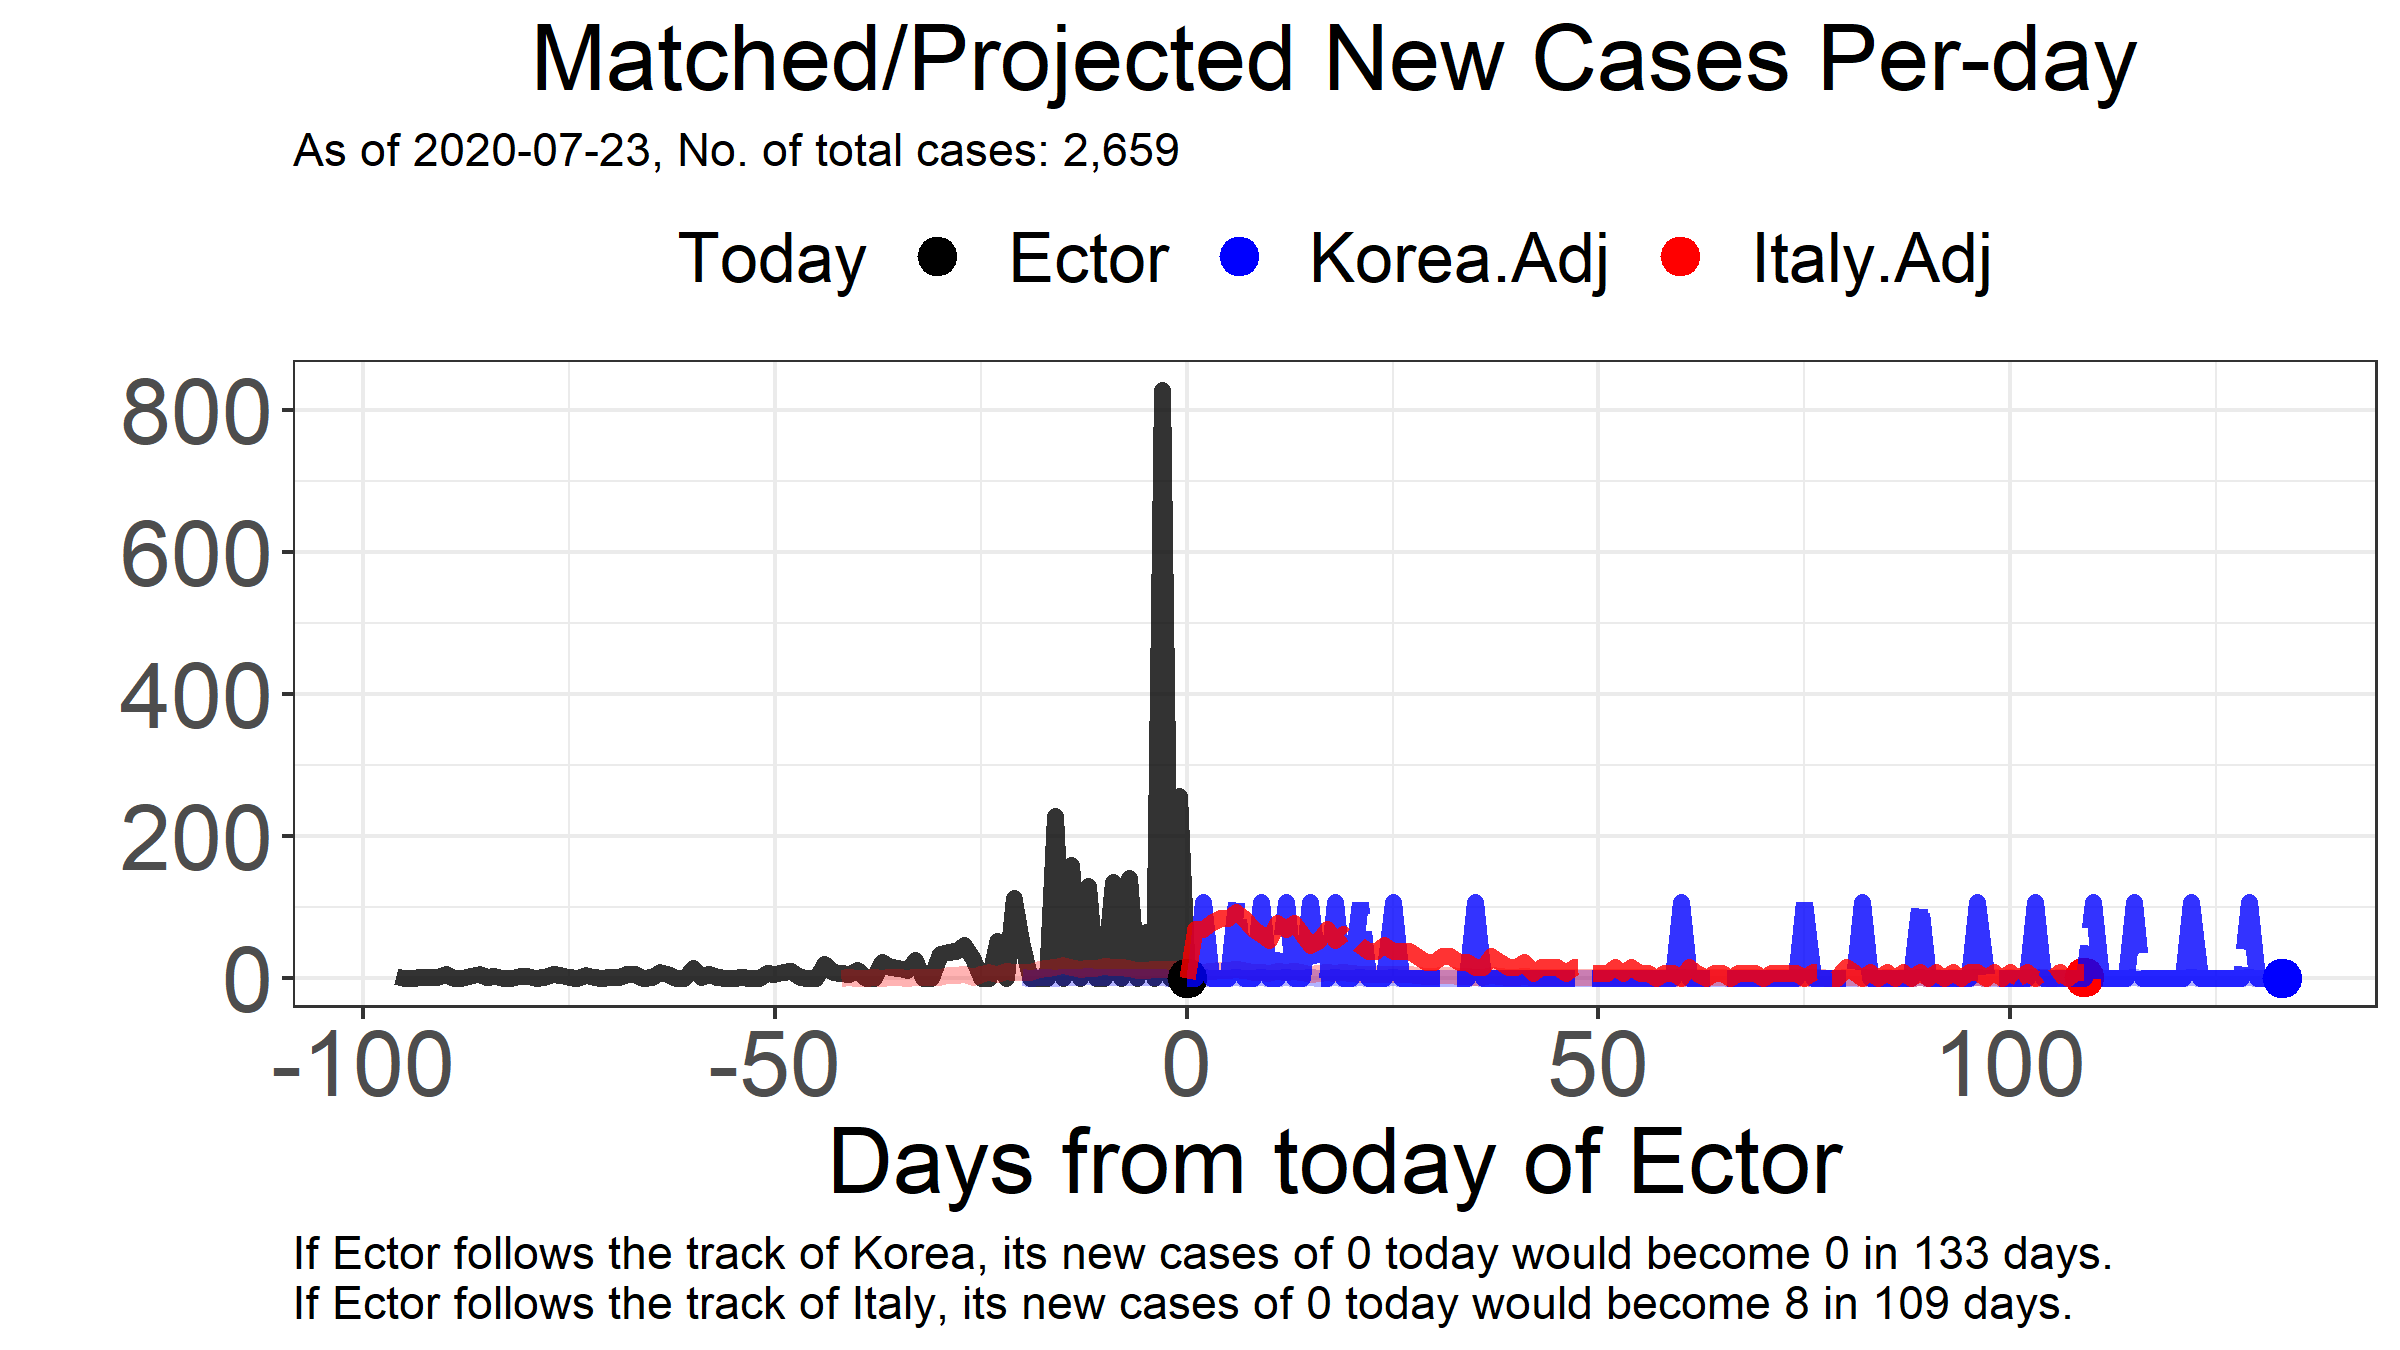 Matched/Projected New Cases Per-day
As of 2020-07-23, No. of total cases: 2,659
Today Ector Korea.Adj Italy.Adj
800
600
400
200
0
-100 -50 0 50 100
Days from today of Ector
If Ector follows the track of Korea, its new cases of 0 today would become 0 in 133 days.
If Ector follows the track of Italy, its new cases of 0 today would become 8 in 109 days.